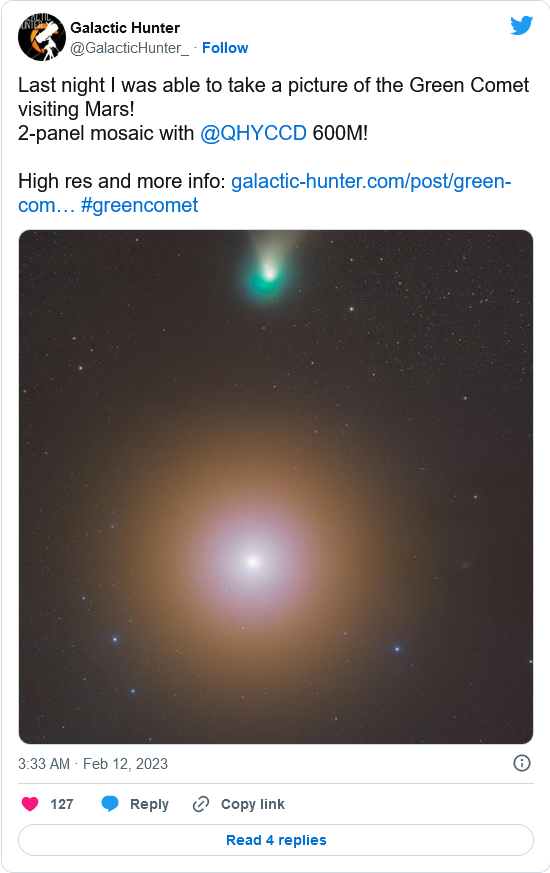 Galactic Hunter
@GalacticHunter_ · Follow
Last night I was able to take a picture of the Green Comet
visiting Mars!
2-panel mosaic with @QHYCCD 600M!
High res and more info: galactic-hunter.com/post/green-
com… #greencomet
3:33 AM · Feb 12, 2023
127 Reply Copy link
Read 4 replies